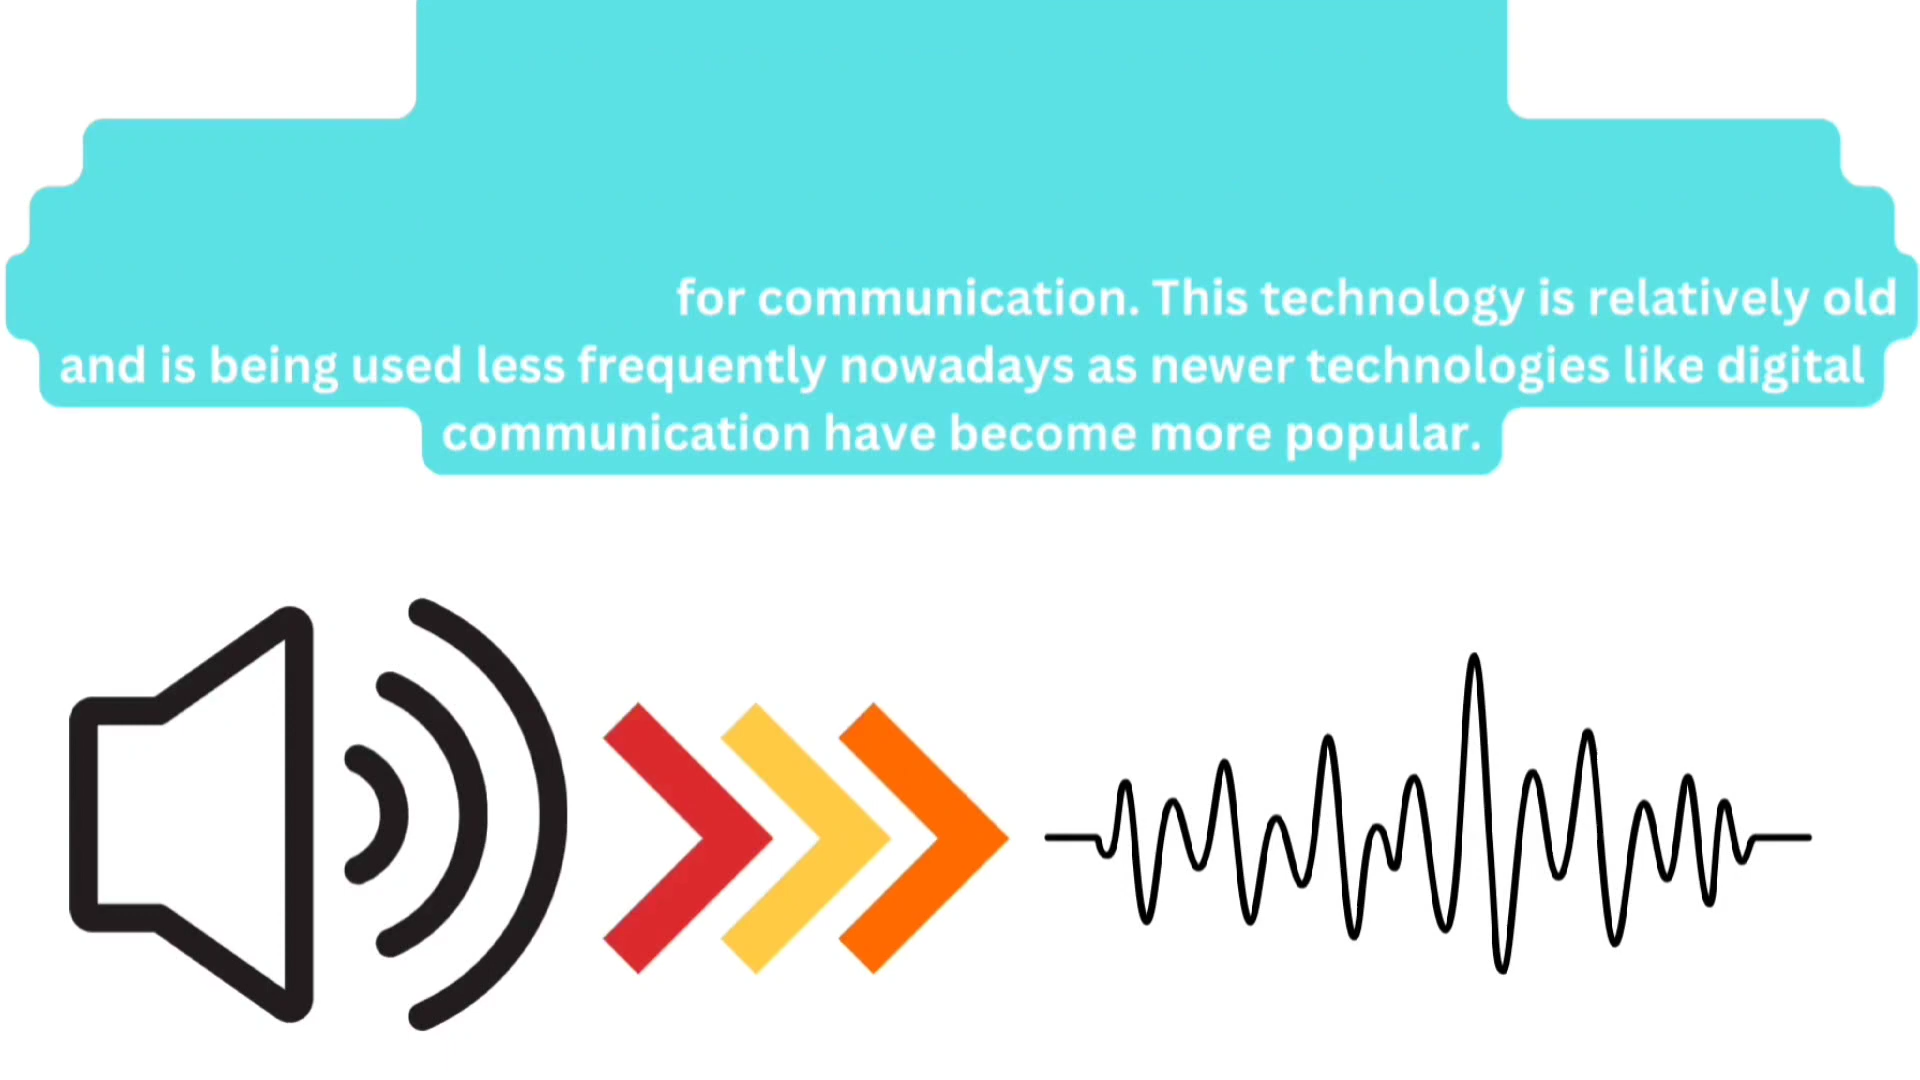 for communication. This technology is relatively old
and is being used less frequently nowadays as newer technologies like digital
communication have become more popular.